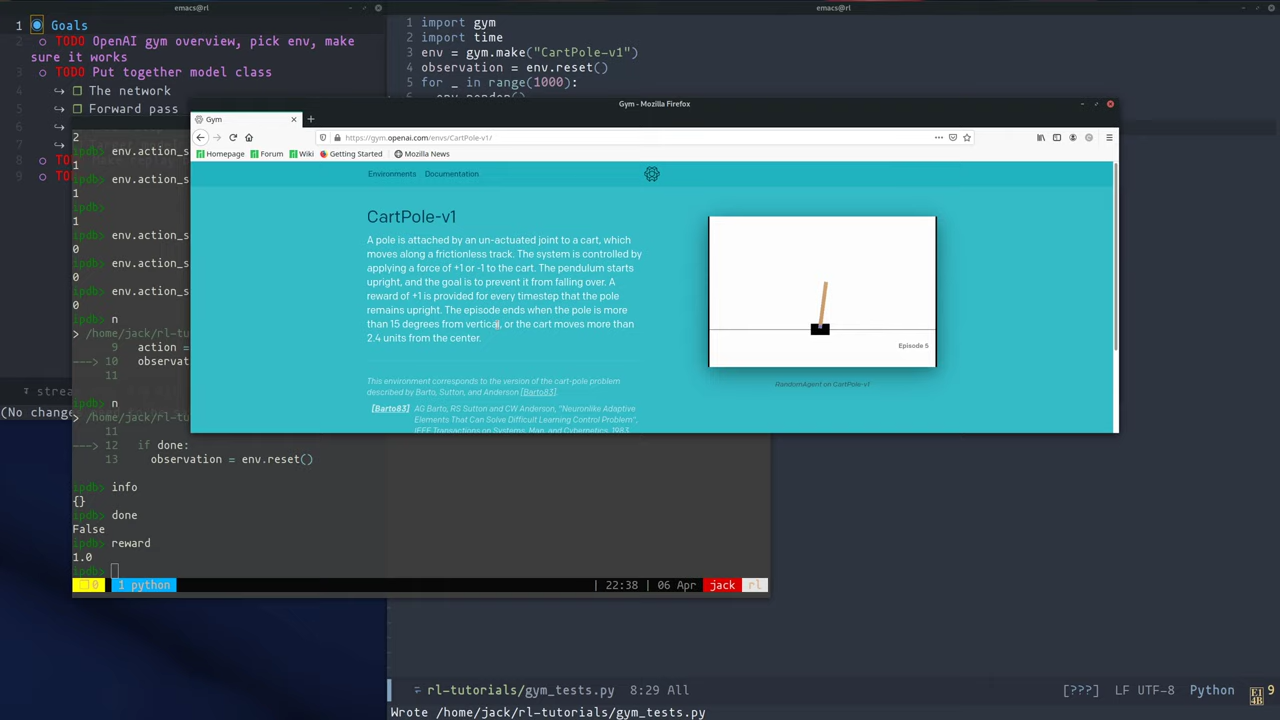 emacs@rl
emacs@rl
1 Goals
2 TODO OpenAI gym overview, pick env, make
sure it works
3 TODO Put together model class
4 The network
5 Forward pass
6
7
8 TO
9 TO
1 import gym
2 import time
3 env = gym.make("CartPole-v1")
4 observation = env.reset()
5 for _ in range(1000):
6 env.render()
Gym - Mozilla Firefox
Gym
https://gym.openai.com/envs/CartPole-v1/
Homepage Forum Wiki Getting Started Mozilla News
Environments Documentation
CartPole-v1
A pole is attached by an un-actuated joint to a cart, which
moves along a frictionless track. The system is controlled by
applying a force of +1 or -1 to the cart. The pendulum starts
upright, and the goal is to prevent it from falling over. A
reward of +1 is provided for every timestep that the pole
remains upright. The episode ends when the pole is more
than 15 degrees from vertical, or the cart moves more than
2.4 units from the center.
This environment corresponds to the version of the cart-pole problem
described by Barto, Sutton, and Anderson [Barto83].
[Barto83] AG Barto, RS Sutton and CW Anderson, "Neuronlike Adaptive
Elements That Can Solve Difficult Learning Control Problem",
IEEE Transactions on Systems, Man, and Cybernetics, 1983.
Episode 5
RandomAgent on CartPole-v1
2
ipdb> env.action_s
1
ipdb> env.action_s
1
ipdb>
1
ipdb> env.action_s
0
ipdb> env.action_s
0
ipdb> env.action_s
0
ipdb> n
> /home/jack/rl-tu
9 action =
---> 10 observat
11
ipdb> n
> /home/jack/rl-tu
11
---> 12 if done:
13 observation = env.reset()
ipdb> info
{}
ipdb> done
False
ipdb> reward
1.0
ipdb>
0 1 python | 22:38 | 06 Apr jack rl
strea
(No change
rl-tutorials/gym_tests.py 8:29 All [???] LF UTF-8 Python 9
Wrote /home/jack/rl-tutorials/gym_tests.py